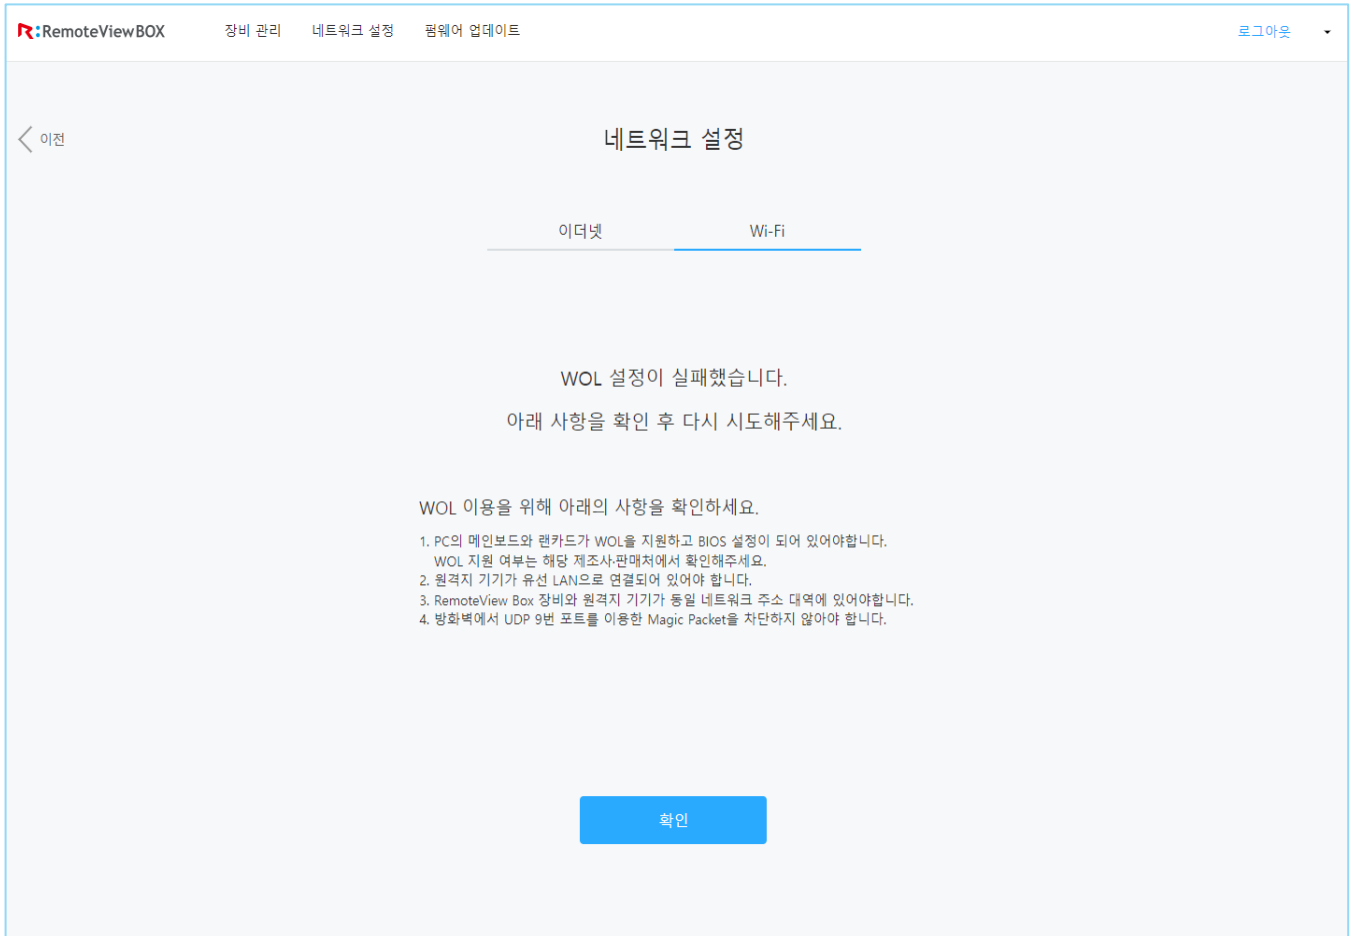 RemoteViewBOX 장비 관리 네트워크 설정 펌웨어 업데이트 로그아웃
이전 네트워크 설정
이더넷 Wi-Fi
WOL 설정이 실패했습니다.
아래 사항을 확인 후 다시 시도해주세요.
WOL 이용을 위해 아래의 사항을 확인하세요.
1. PC의 메인보드와 랜카드가 WOL을 지원하고 BIOS 설정이 되어 있어야합니다.
WOL 지원 여부는 해당 제조사·판매처에서 확인해주세요.
2. 원격지 기기가 유선 LAN으로 연결되어 있어야 합니다.
3. RemoteView Box 장비와 원격지 기기가 동일 네트워크 주소 대역에 있어야합니다.
4. 방화벽에서 UDP 9번 포트를 이용한 Magic Packet을 차단하지 않아야 합니다.
확인